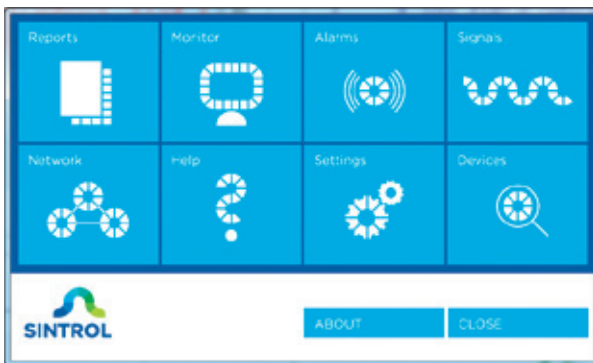 Reports Monitor Alarms Signals
Network Help Settings Devices
SINTROL ABOUT CLOSE